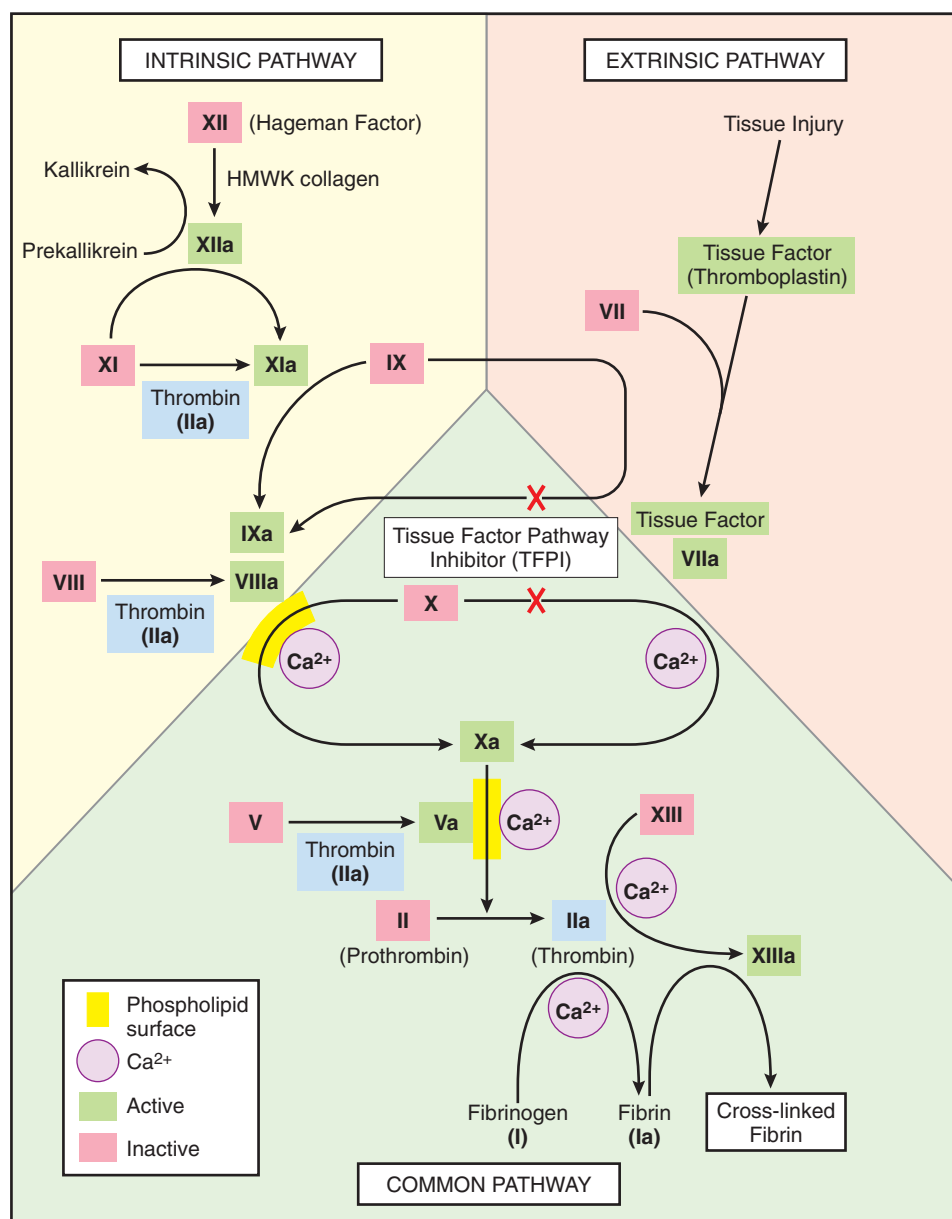 INTRINSIC PATHWAY
EXTRINSIC PATHWAY
XII
(Hageman Factor)
Tissue Injury
Kallikrein
HMWK collagen
Prekallikrein
XIIa
Tissue Factor
(Thromboplastin)
VII
XI
XIa
IX
Thrombin
(IIa)
X
Tissue Factor
VIIa
IXa
Tissue Factor Pathway
Inhibitor (TFPI)
VIII
VIIIa
Thrombin
(IIa)
X
X
Ca2+
Ca2+
Xa
V
Va
Ca2+
XIII
Thrombin
(IIa)
Ca2+
II
IIa
(Prothrombin)
(Thrombin)
XIIIa
Ca2+
Phospholipid
surface
Ca2+
Active
Inactive
Fibrinogen
(I)
Fibrin
(Ia)
Cross-linked
Fibrin
COMMON PATHWAY